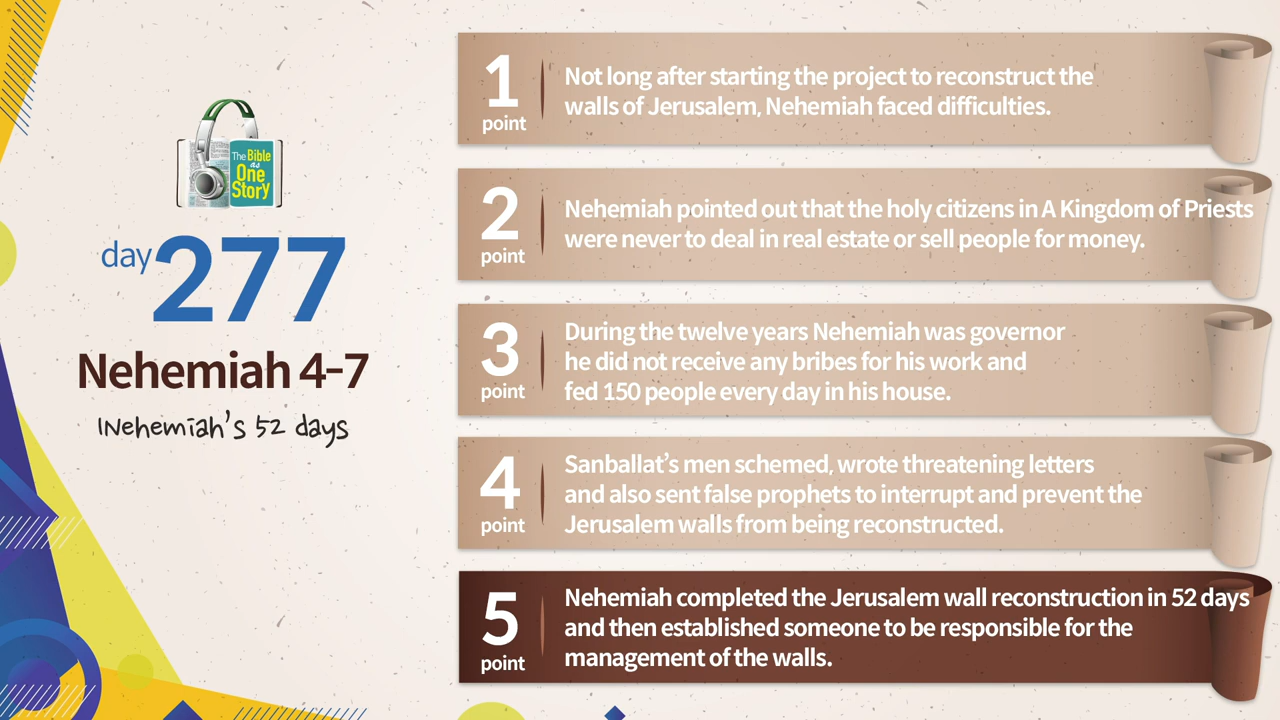 The Bible
as
One
Story
day 277
Nehemiah 4-7
Nehemiah's 52 days
1
point
Not long after starting the project to reconstruct the
walls of Jerusalem, Nehemiah faced difficulties.
2
point
Nehemiah pointed out that the holy citizens in A Kingdom of Priests
were never to deal in real estate or sell people for money.
3
point
During the twelve years Nehemiah was governor
he did not receive any bribes for his work and
fed 150 people every day in his house.
4
point
Sanballat's men schemed, wrote threatening letters
and also sent false prophets to interrupt and prevent the
Jerusalem walls from being reconstructed.
5
point
Nehemiah completed the Jerusalem wall reconstruction in 52 days
and then established someone to be responsible for the
management of the walls.